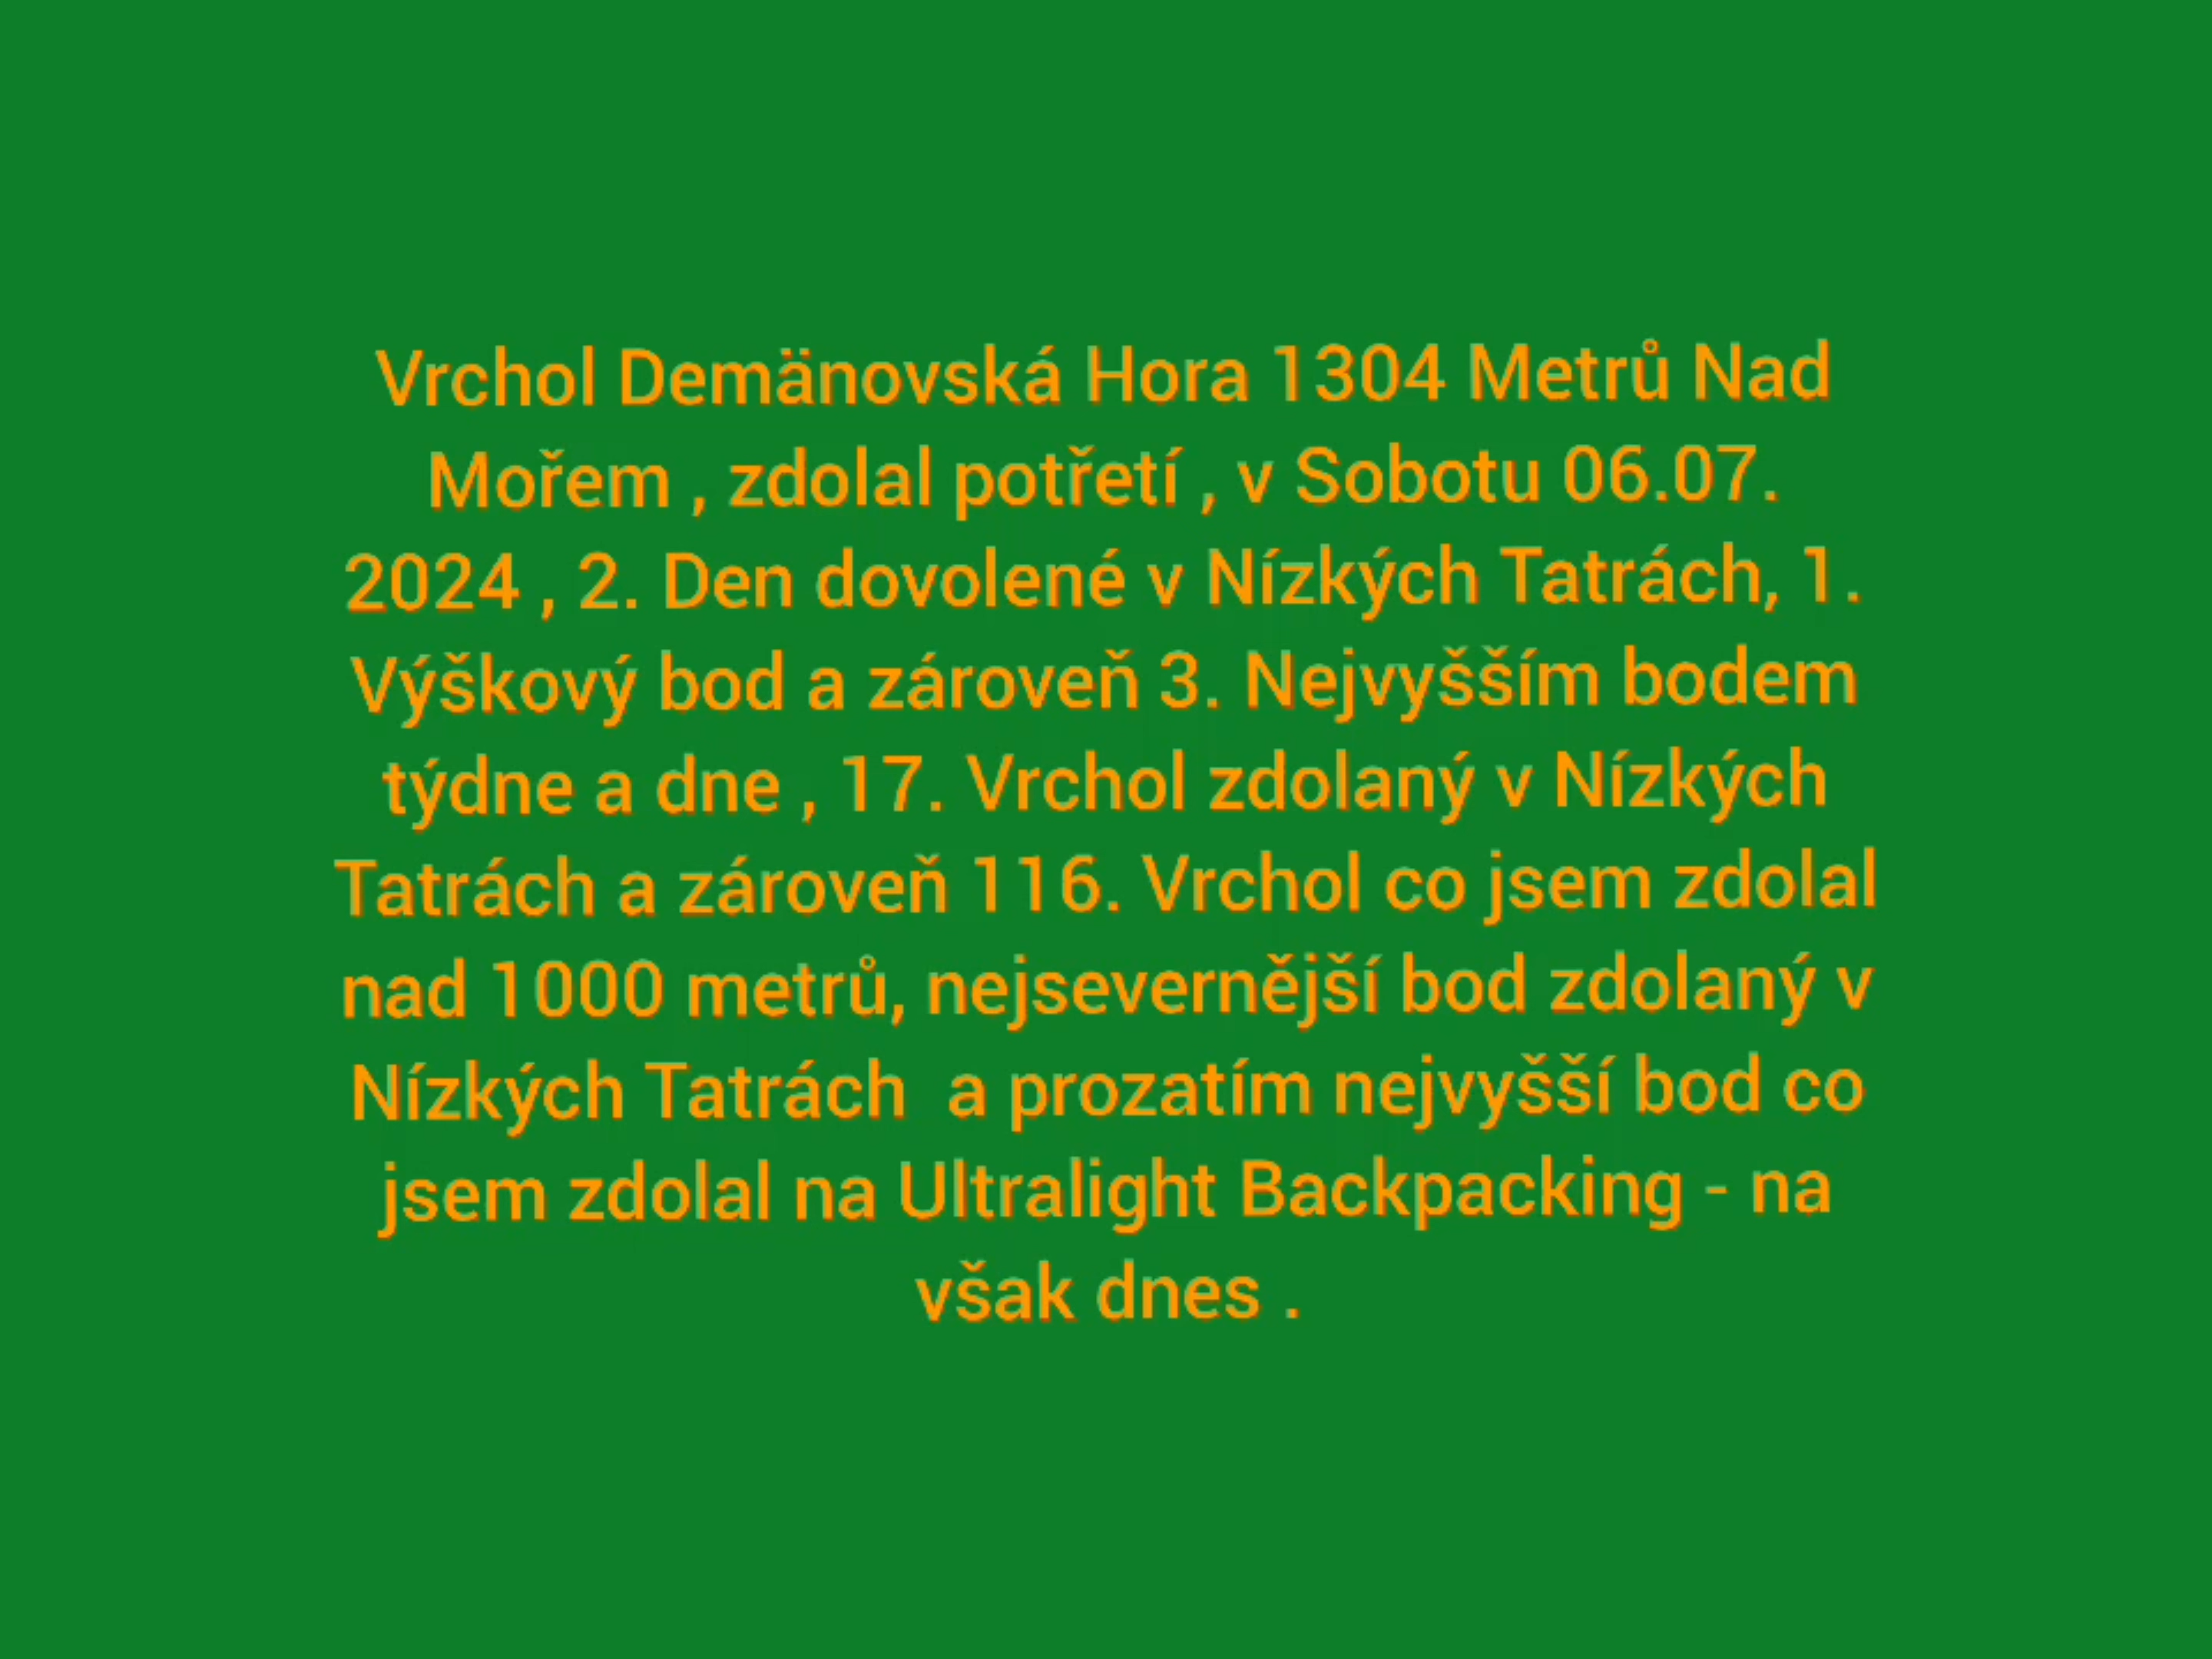 Vrchol Demänovská Hora 1304 Metrů Nad
Mořem , zdolal potřetí , v Sobotu 06.07.
2024 , 2. Den dovolené v Nízkých Tatrách, 1.
Výškový bod a zároveň 3. Nejvyšším bodem
týdne a dne , 17. Vrchol zdolaný v Nízkých
Tatrách a zároveň 116. Vrchol co jsem zdolal
nad 1000 metrů, nejsevernější bod zdolaný v
Nízkých Tatrách  a prozatím nejvyšší bod co
jsem zdolal na Ultralight Backpacking - na
však dnes .